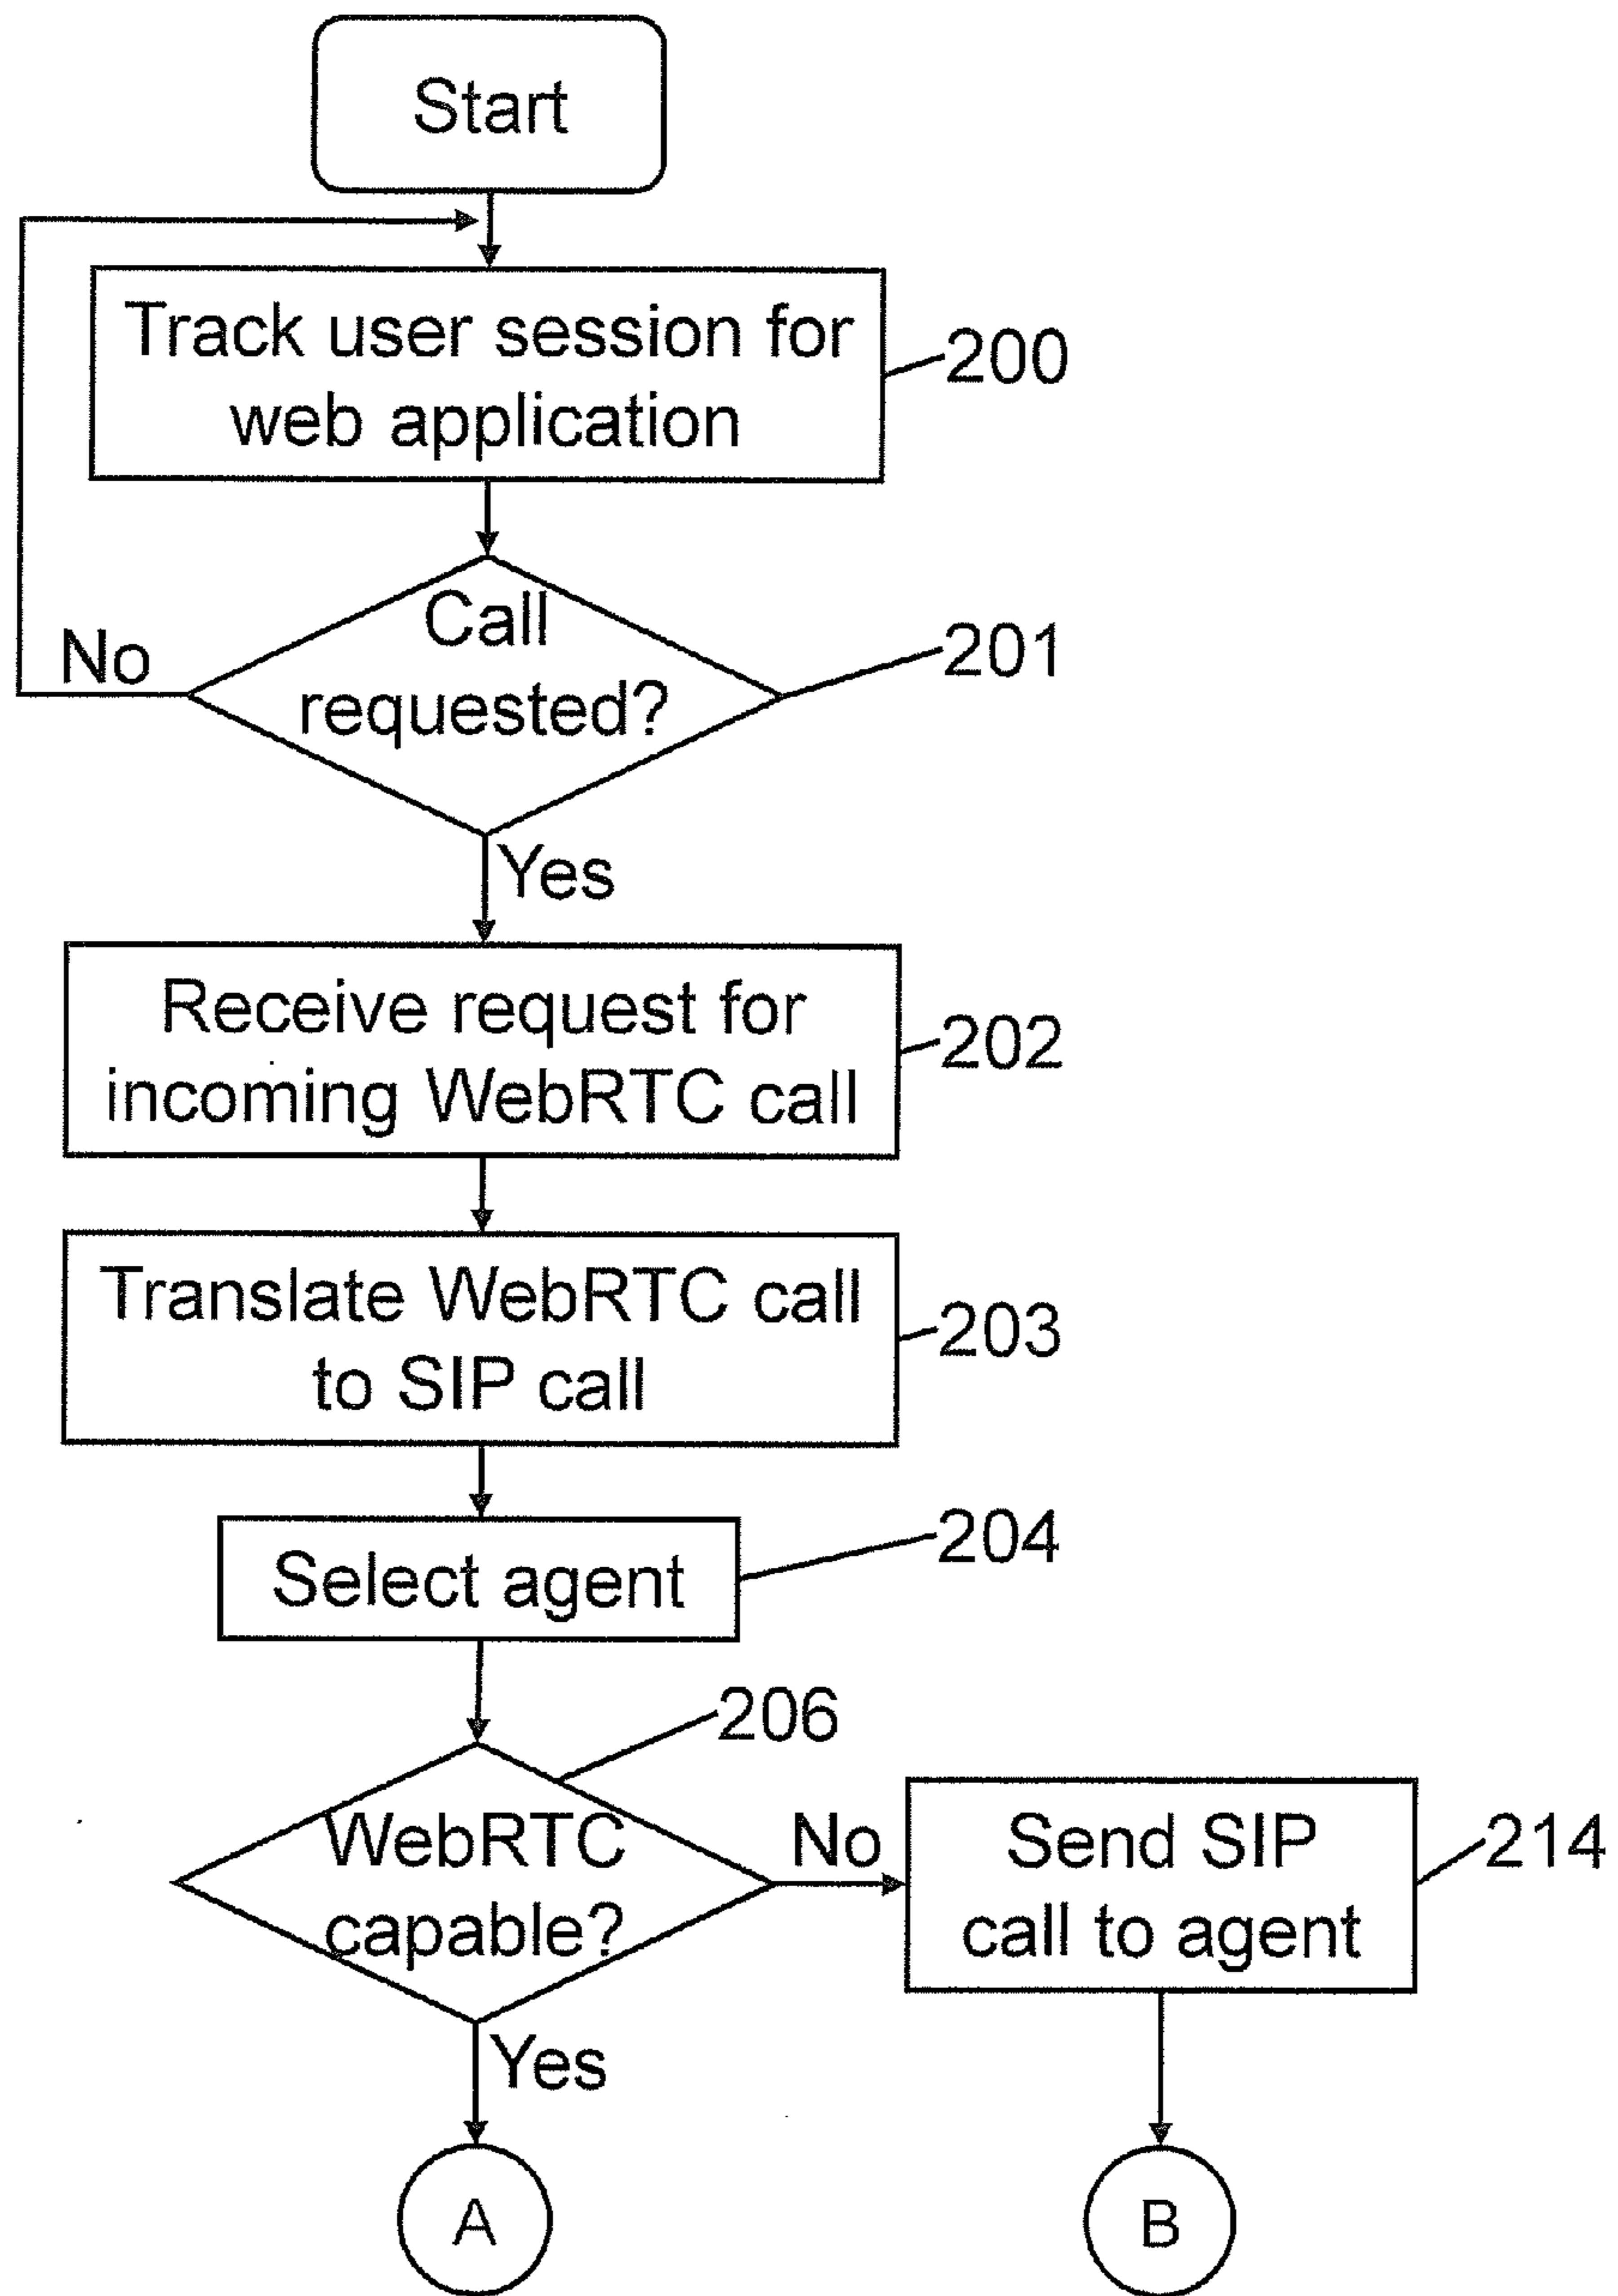 Start
Track user session for
web application
200
Call
requested?
201
No
Yes
Receive request for
incoming WebRTC call
202
Translate WebRTC call
to SIP call
203
Select agent
204
206
WebRTC
capable?
No
Send SIP
call to agent
214
Yes
A
B